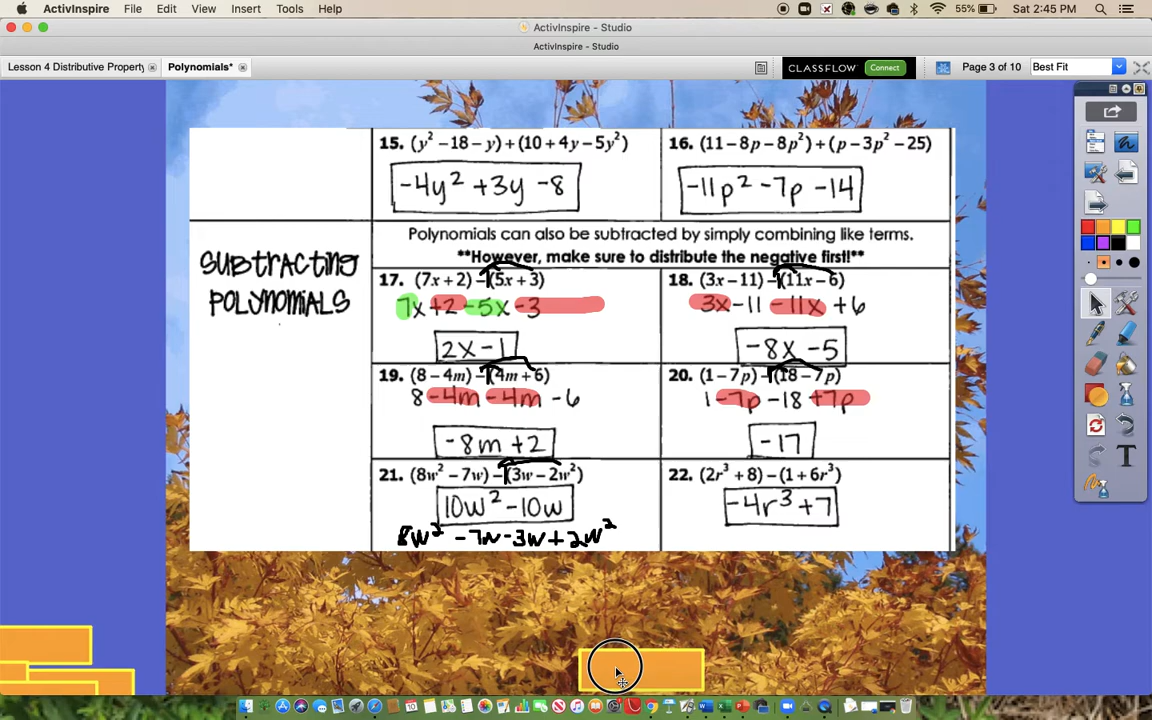 ActivInspire File Edit View Insert Tools Help 55% Sat 2:45 PM
ActivInspire - Studio
ActivInspire - Studio
Lesson 4 Distributive Property Polynomials* CLASSFLOW Connect Page 3 of 10 Best Fit
15. (y² −18 − y) + (10 + 4y − 5y²)
-4y² +3y -8
16. (11 − 8p − 8p²) + (p − 3p² − 25)
-11p² -7p -14
SUBTRACTING
POLYNOMIALS
Polynomials can also be subtracted by simply combining like terms.
**However, make sure to distribute the negative first!**
17. (7x + 2) − (5x + 3)
7x +2 -5x -3
2x -1
18. (3x − 11) − (11x − 6)
3x -11 -11x +6
-8x -5
19. (8 − 4m) − (4m + 6)
8 -4m -4m -6
-8m +2
20. (1 − 7p) − (18 − 7p)
1 -7p -18 +7p
-17
21. (8w² − 7w) − (3w − 2w²)
10w² -10w
8w² -7w -3w +2w²
22. (2r³ + 8) − (1 + 6r³)
-4r³ +7